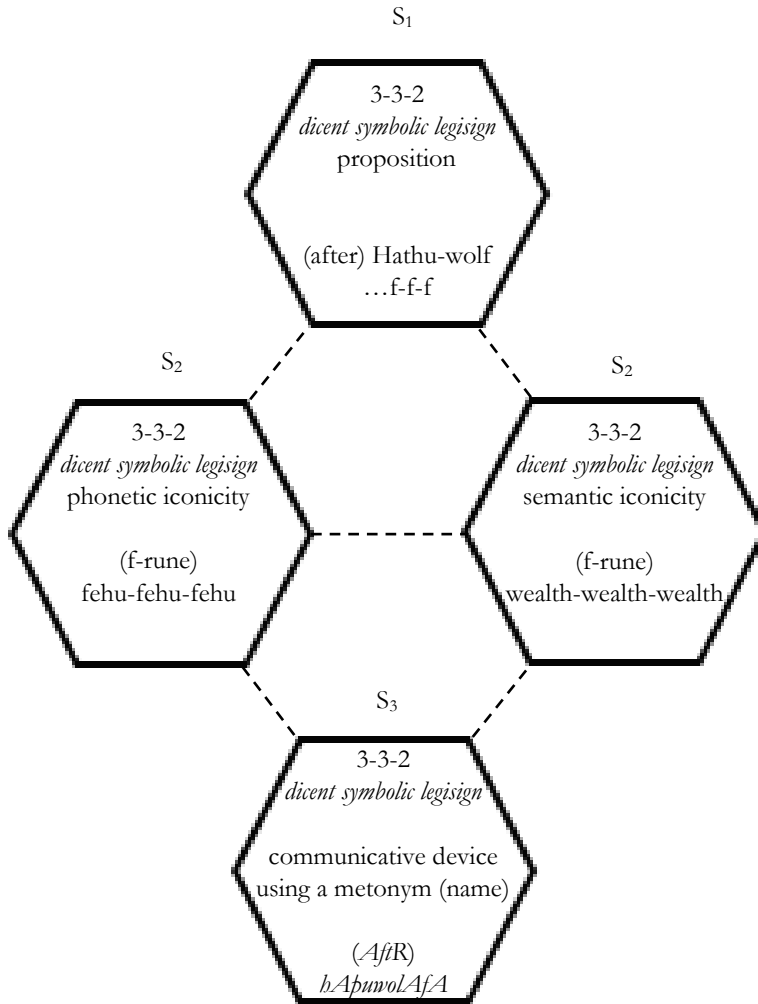 S₁
3-3-2
dicent symbolic legisign
proposition
(after) Hathu-wolf
…f-f-f
S₂
3-3-2
dicent symbolic legisign
phonetic iconicity
(f-rune)
fehu-fehu-fehu
S₂
3-3-2
dicent symbolic legisign
semantic iconicity
(f-rune)
wealth-wealth-wealth
S₃
3-3-2
dicent symbolic legisign
communicative device
using a metonym (name)
(AftR)
hApuwolAfA